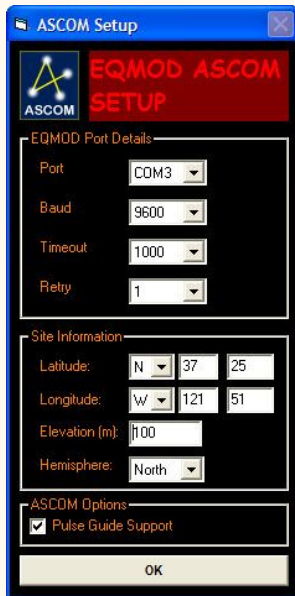 ASCOM Setup
ASCOM
EQMOD ASCOM
SETUP
EQMOD Port Details
Port COM3
Baud 9600
Timeout 1000
Retry 1
Site Information
Latitude: N 37 25
Longitude: W 121 51
Elevation (m): 100
Hemisphere: North
ASCOM Options
Pulse Guide Support
OK